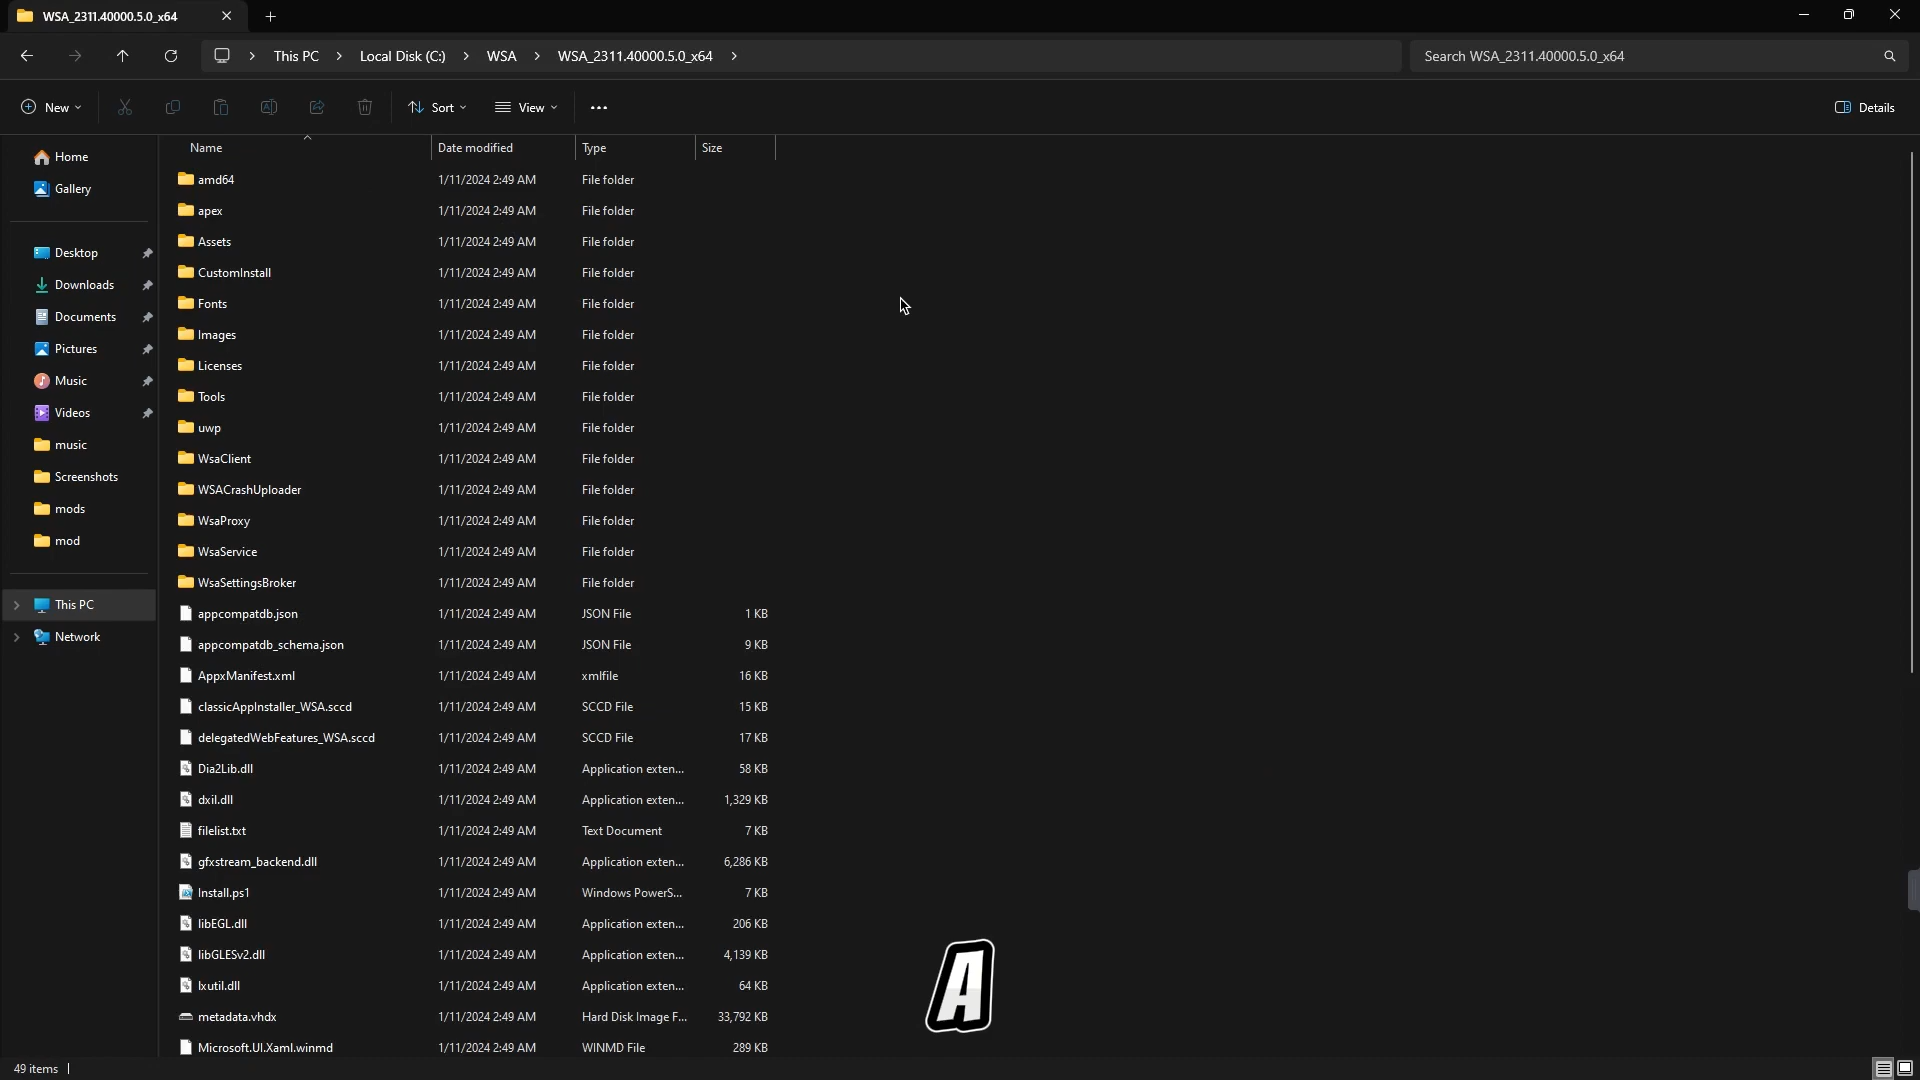 WSA_2311.40000.5.0_x64
This PC Local Disk (C:) WSA WSA_2311.40000.5.0_x64 Search WSA_2311.40000.5.0_x64
New Sort View Details
Name Date modified Type Size
Home
Gallery
Desktop
Downloads
Documents
Pictures
Music
Videos
music
Screenshots
mods
mod
This PC
Network
amd64 1/11/2024 2:49 AM File folder
apex 1/11/2024 2:49 AM File folder
Assets 1/11/2024 2:49 AM File folder
CustomInstall 1/11/2024 2:49 AM File folder
Fonts 1/11/2024 2:49 AM File folder
Images 1/11/2024 2:49 AM File folder
Licenses 1/11/2024 2:49 AM File folder
Tools 1/11/2024 2:49 AM File folder
uwp 1/11/2024 2:49 AM File folder
WsaClient 1/11/2024 2:49 AM File folder
WSACrashUploader 1/11/2024 2:49 AM File folder
WsaProxy 1/11/2024 2:49 AM File folder
WsaService 1/11/2024 2:49 AM File folder
WsaSettingsBroker 1/11/2024 2:49 AM File folder
appcompatdb.json 1/11/2024 2:49 AM JSON File 1 KB
appcompatdb_schema.json 1/11/2024 2:49 AM JSON File 9 KB
AppxManifest.xml 1/11/2024 2:49 AM xmlfile 16 KB
classicAppInstaller_WSA.sccd 1/11/2024 2:49 AM SCCD File 15 KB
delegatedWebFeatures_WSA.sccd 1/11/2024 2:49 AM SCCD File 17 KB
Dia2Lib.dll 1/11/2024 2:49 AM Application exten... 58 KB
dxil.dll 1/11/2024 2:49 AM Application exten... 1,329 KB
filelist.txt 1/11/2024 2:49 AM Text Document 7 KB
gfxstream_backend.dll 1/11/2024 2:49 AM Application exten... 6,286 KB
Install.ps1 1/11/2024 2:49 AM Windows PowerS... 7 KB
libEGL.dll 1/11/2024 2:49 AM Application exten... 206 KB
libGLESv2.dll 1/11/2024 2:49 AM Application exten... 4,139 KB
lxutil.dll 1/11/2024 2:49 AM Application exten... 64 KB
metadata.vhdx 1/11/2024 2:49 AM Hard Disk Image F... 33,792 KB
Microsoft.UI.Xaml.winmd 1/11/2024 2:49 AM WINMD File 289 KB
A
49 items